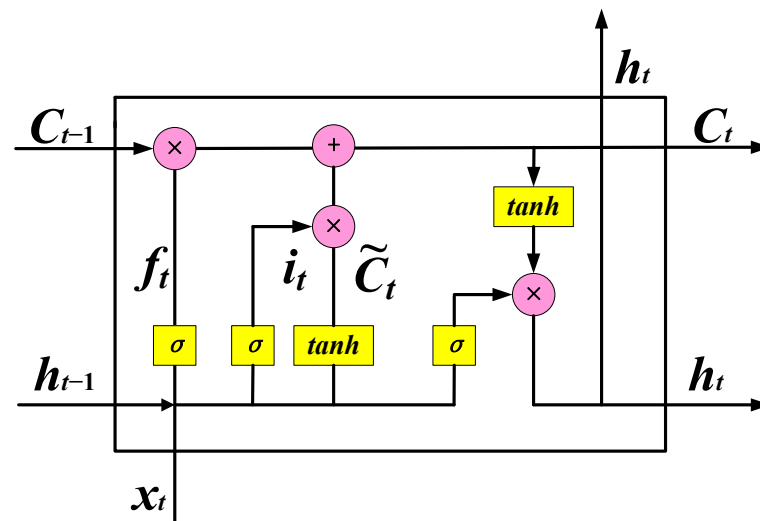 hₜ
Cₜ₋₁
×
+
Cₜ
tanh
×
fₜ
iₜ
C̃ₜ
×
σ
σ
tanh
σ
hₜ₋₁
hₜ
xₜ